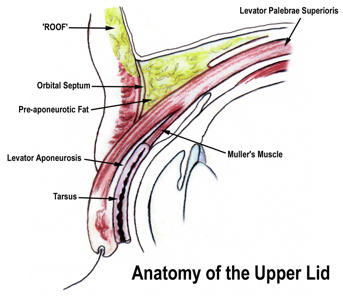 'ROOF'
Levator Palebrae Superioris
Orbital Septum
Pre-aponeurotic Fat
Levator Aponeurosis
Muller's Muscle
Tarsus
Anatomy of the Upper Lid